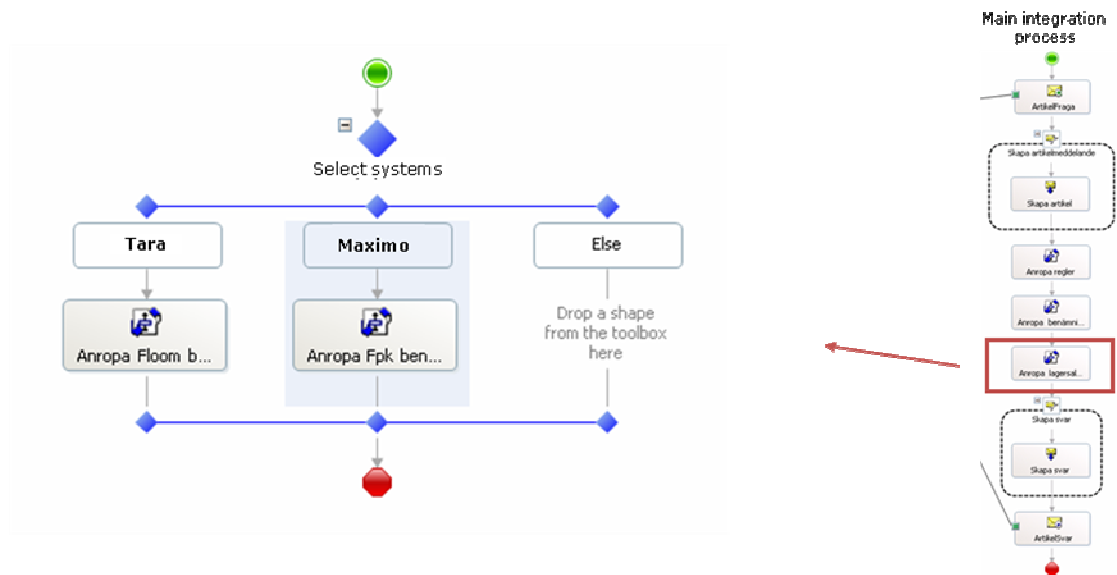 Main integration
process
ArtikelFraga
Skapa artikelmeddelande
Skapa artikel
Anropa regler
Anropa benämni...
Anropa lagersal...
Skapa svar
Skapa svar
ArtikelSvar
Select systems
Tara
Maximo
Else
Anropa Floom b...
Anropa Fpk ben...
Drop a shape
from the toolbox
here